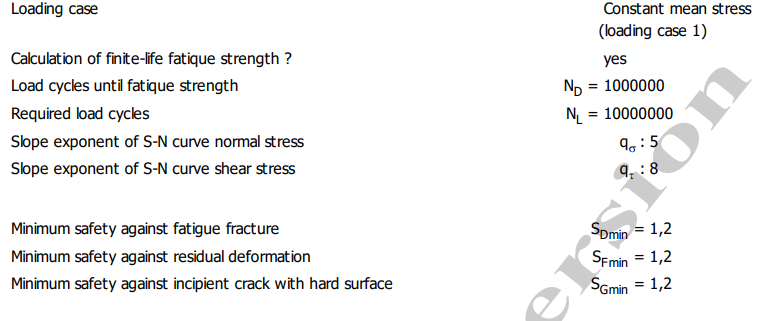 Loading case Constant mean stress
(loading case 1)
Calculation of finite-life fatique strength ? yes
Load cycles until fatique strength N_D = 1000000
Required load cycles N_L = 10000000
Slope exponent of S-N curve normal stress q_σ : 5
Slope exponent of S-N curve shear stress q_τ : 8
Minimum safety against fatigue fracture S_Dmin = 1,2
Minimum safety against residual deformation S_Fmin = 1,2
Minimum safety against incipient crack with hard surface S_Gmin = 1,2
ersion